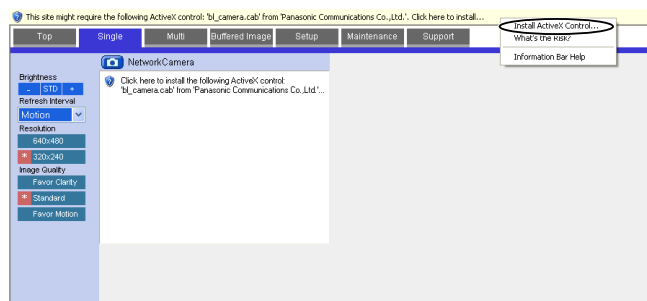 This site might require the following ActiveX control: 'bl_camera.cab' from 'Panasonic Communications Co.,Ltd.'. Click here to install...
Install ActiveX Control...
What's the Risk?
Information Bar Help
Top Single Multi Buffered Image Setup Maintenance Support
NetworkCamera
Click here to install the following ActiveX control:
'bl_camera.cab' from 'Panasonic Communications Co.,Ltd.'...
Brightness
- STD +
Refresh Interval
Motion
Resolution
640x480
* 320x240
Image Quality
Favor Clarity
* Standard
Favor Motion